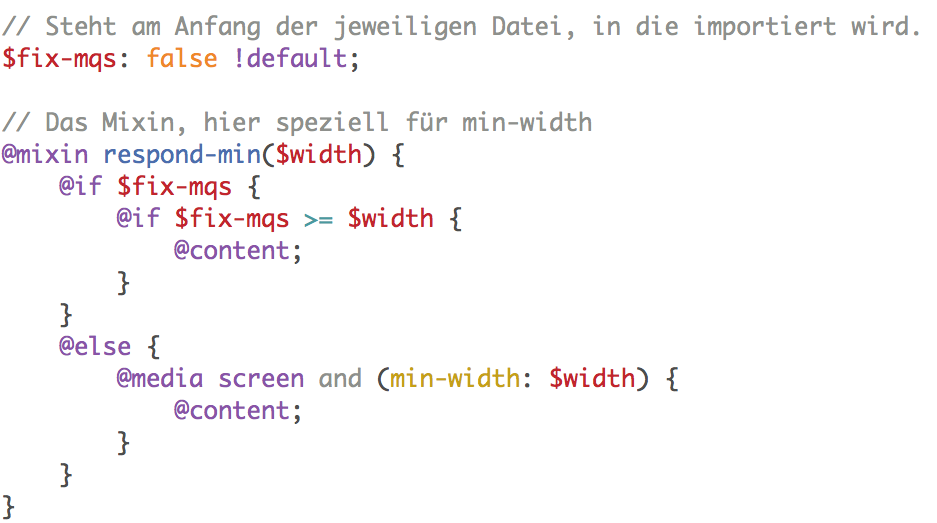 // Steht am Anfang der jeweiligen Datei, in die importiert wird.
$fix-mqs: false !default;

// Das Mixin, hier speziell für min-width
@mixin respond-min($width) {
    @if $fix-mqs {
        @if $fix-mqs >= $width {
            @content;
        }
    }
    @else {
        @media screen and (min-width: $width) {
            @content;
        }
    }
}